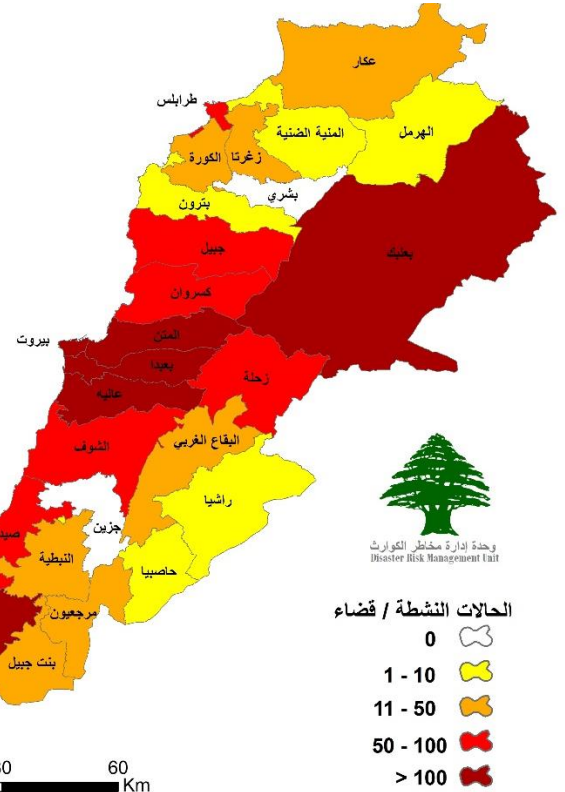 عكار
طرابلس
الهرمل
المنية الضنية
زغرتا
الكورة
بشري
بترون
جبيل
بعلبك
كسروان
المتن
بيروت
بعبدا
زحلة
عاليه
البقاع الغربي
الشوف
راشيا
جزين
صيد
النبطية
حاصبيا
مرجعيون
بنت جبيل
وحدة إدارة مخاطر الكوارث
Disaster Risk Management Unit
الحالات النشطة / قضاء
0
1 - 10
11 - 50
50 - 100
> 100
30 60
Km